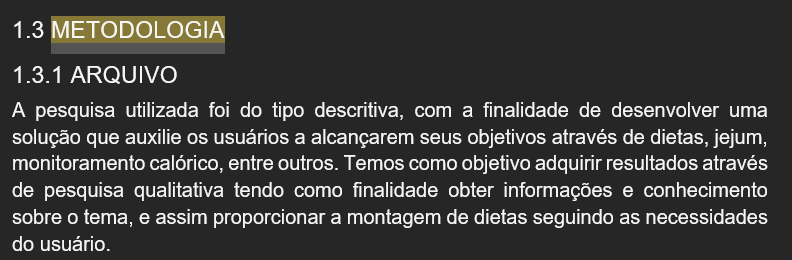 1.3 METODOLOGIA
1.3.1 ARQUIVO
A pesquisa utilizada foi do tipo descritiva, com a finalidade de desenvolver uma
solução que auxilie os usuários a alcançarem seus objetivos através de dietas, jejum,
monitoramento calórico, entre outros. Temos como objetivo adquirir resultados através
de pesquisa qualitativa tendo como finalidade obter informações e conhecimento
sobre o tema, e assim proporcionar a montagem de dietas seguindo as necessidades
do usuário.